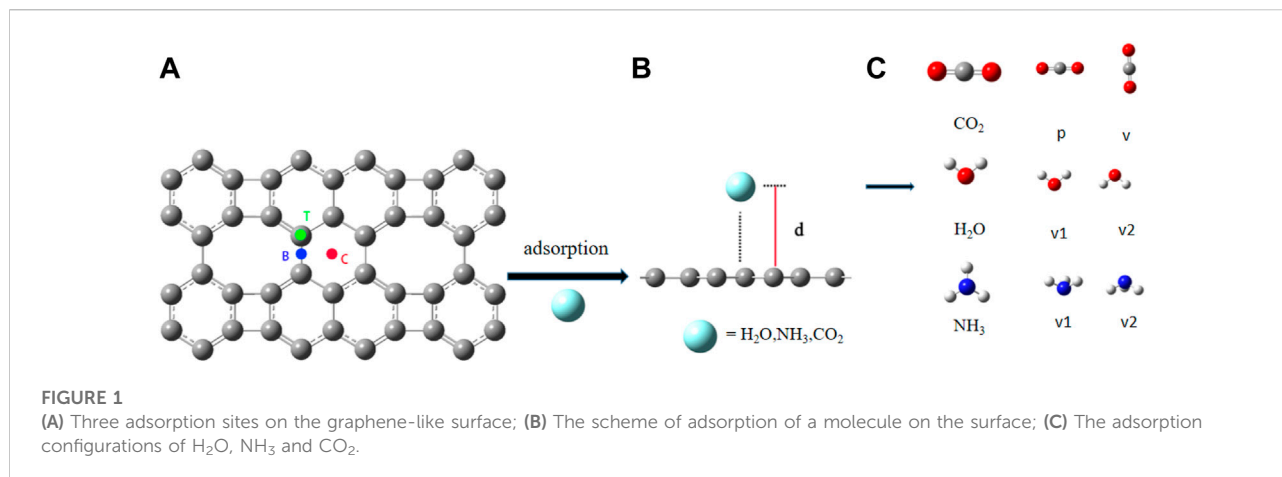 A
B
C
T
B
C
adsorption
d
= H₂O,NH₃,CO₂
CO₂
p
v
H₂O
v1
v2
NH₃
v1
v2
FIGURE 1
(A) Three adsorption sites on the graphene-like surface; (B) The scheme of adsorption of a molecule on the surface; (C) The adsorption
configurations of H₂O, NH₃ and CO₂.